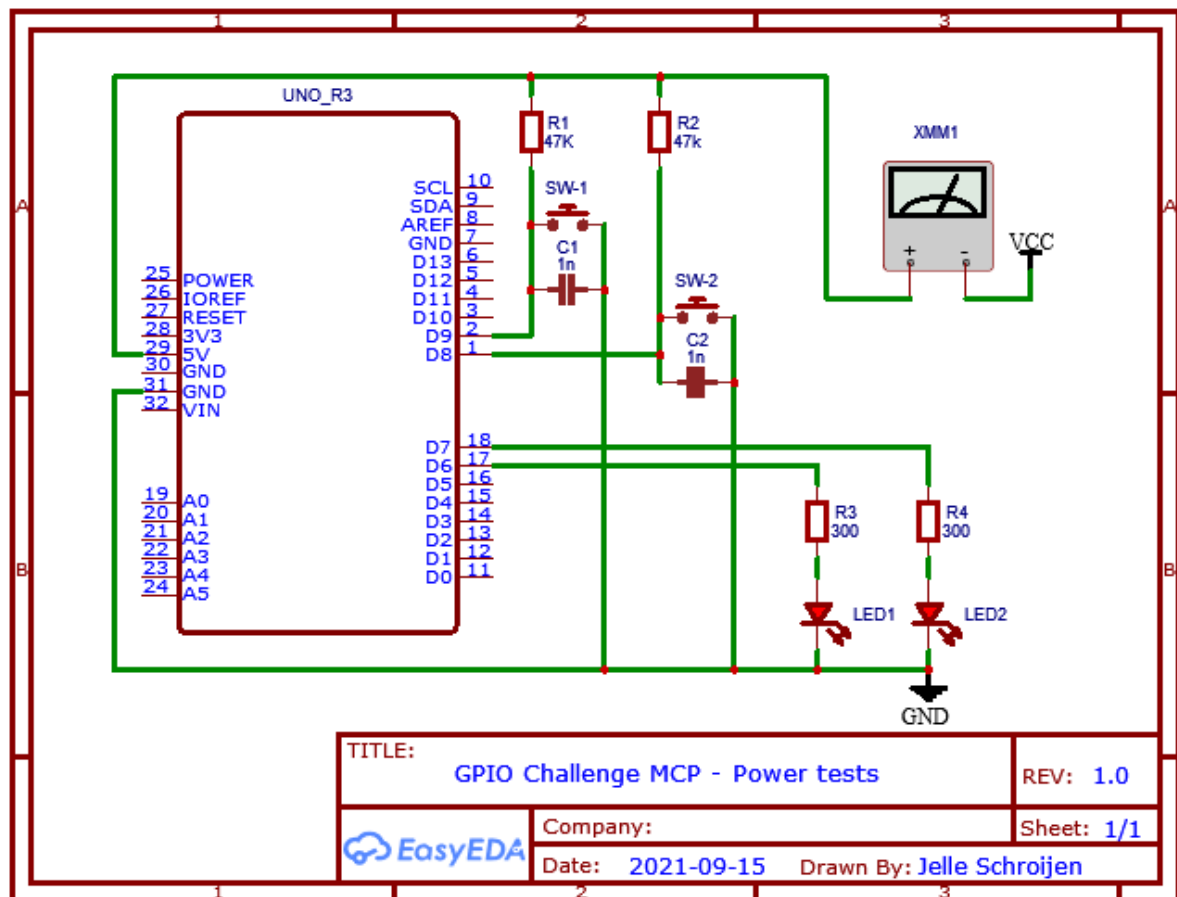 1 2 3
A
A
B
B
UNO_R3
SCL 10
SDA 9
AREF 8
GND 7
D13 6
D12 5
D11 4
D10 3
D9 2
D8 1
D7 18
D6 17
D5 16
D4 15
D3 14
D2 13
D1 12
D0 11
25 POWER
26 IOREF
27 RESET
28 3V3
29 5V
30 GND
31 GND
32 VIN
19 A0
20 A1
21 A2
22 A3
23 A4
24 A5
R1
47K
R2
47k
SW-1
C1
1n
SW-2
C2
1n
XMM1
+ -
VCC
R3
300
R4
300
LED1
LED2
GND
TITLE:
GPIO Challenge MCP - Power tests
REV: 1.0
EasyEDA
Company:
Sheet: 1/1
Date: 2021-09-15 Drawn By: Jelle Schroijen
1 2 3